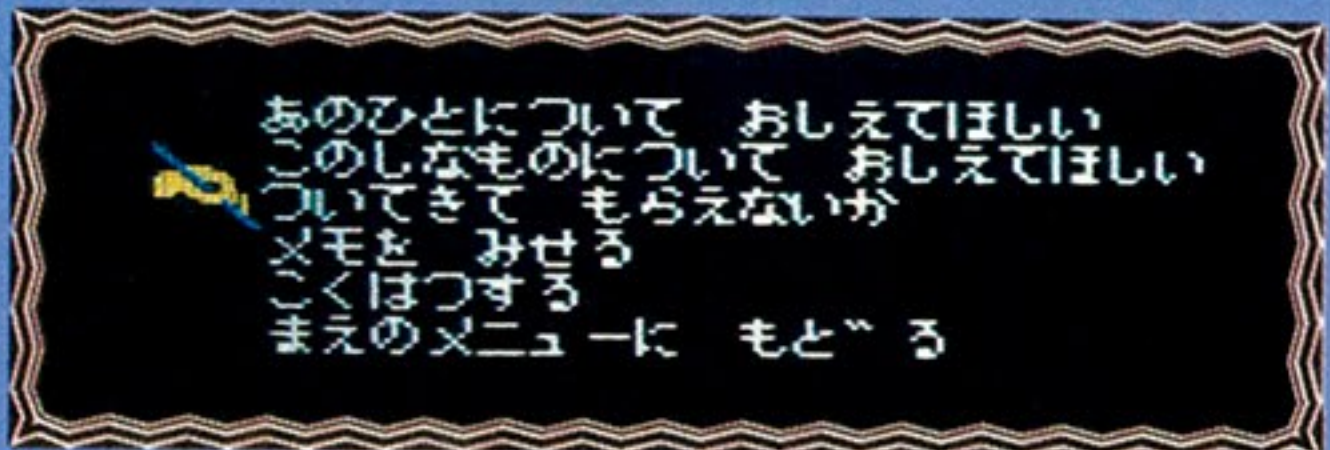 あのひとについて　おしえてほしい
このしなものについて　おしえてほしい
ついてきて　もらえないか
メモを　みせる
こくはつする
まえのメニューに　もど゛る